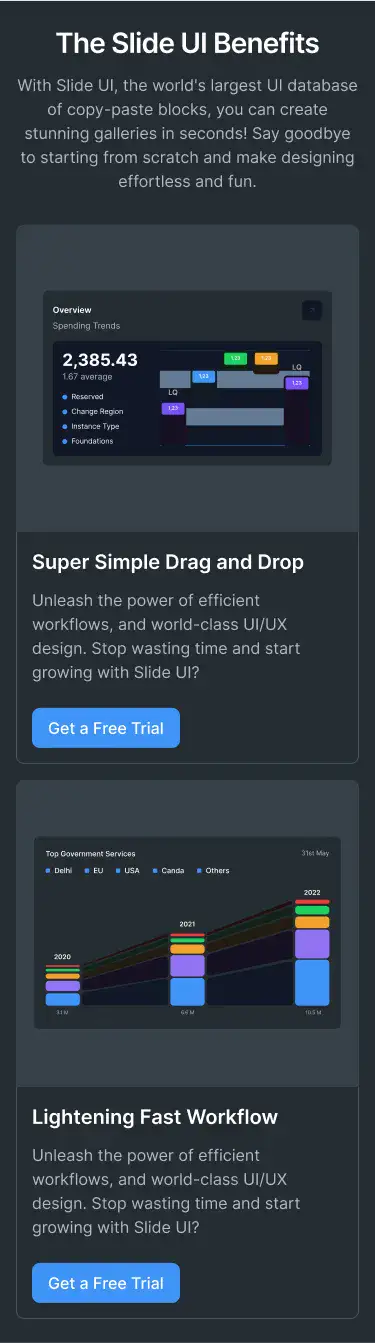 The Slide UI Benefits
With Slide UI, the world's largest UI database
of copy-paste blocks, you can create
stunning galleries in seconds! Say goodbye
to starting from scratch and make designing
effortless and fun.
Overview
Spending Trends
2,385.43
1.67 average
Reserved
Change Region
Instance Type
Foundations
LQ
1,23
1,23
1,23
1,23
LQ
1,23
Super Simple Drag and Drop
Unleash the power of efficient
workflows, and world-class UI/UX
design. Stop wasting time and start
growing with Slide UI?
Get a Free Trial
Top Government Services
31st May
Delhi EU USA Canda Others
2020
2021
2022
3.1 M
6.6 M
10.5 M
Lightening Fast Workflow
Unleash the power of efficient
workflows, and world-class UI/UX
design. Stop wasting time and start
growing with Slide UI?
Get a Free Trial